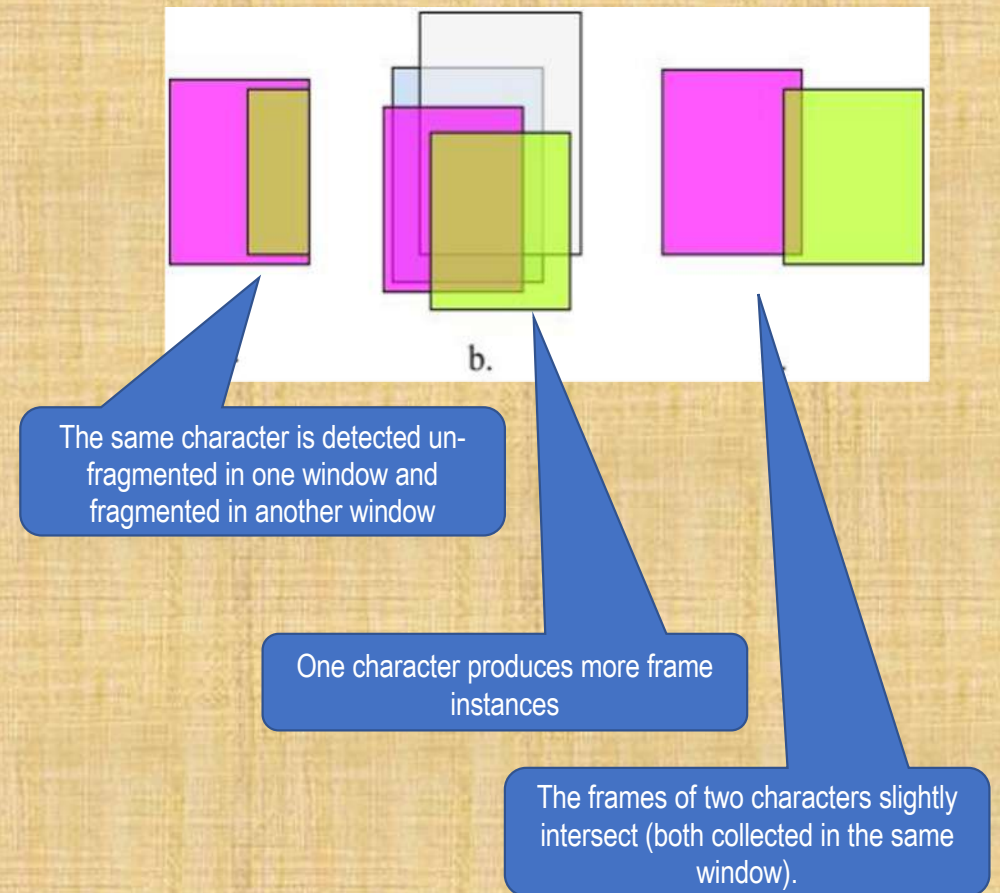 b.
The same character is detected un-
fragmented in one window and
fragmented in another window
One character produces more frame
instances
The frames of two characters slightly
intersect (both collected in the same
window).